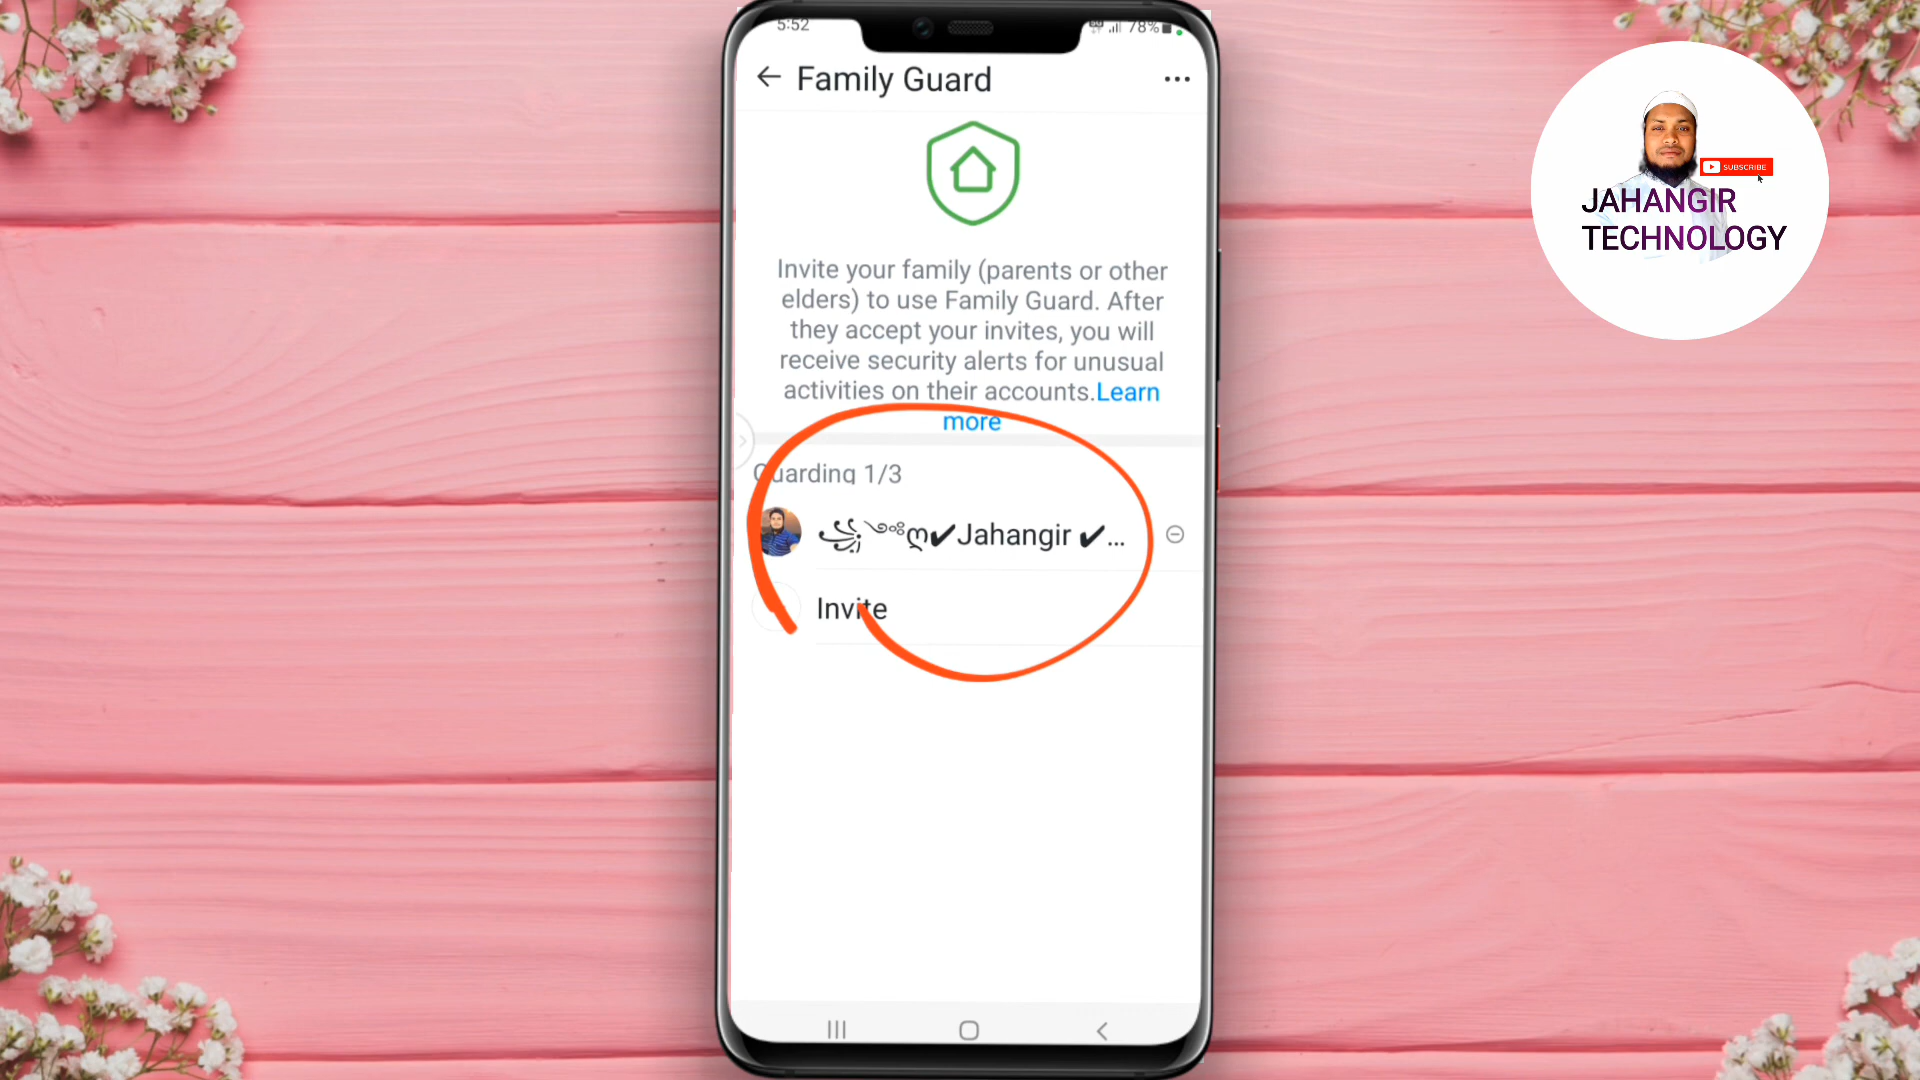 5:52
78%
Family Guard
Invite your family (parents or other
elders) to use Family Guard. After
they accept your invites, you will
receive security alerts for unusual
activities on their accounts.Learn
more
Guarding 1/3
꧁༺ღ✔Jahangir ✔...
Invite
SUBSCRIBE
JAHANGIR
TECHNOLOGY